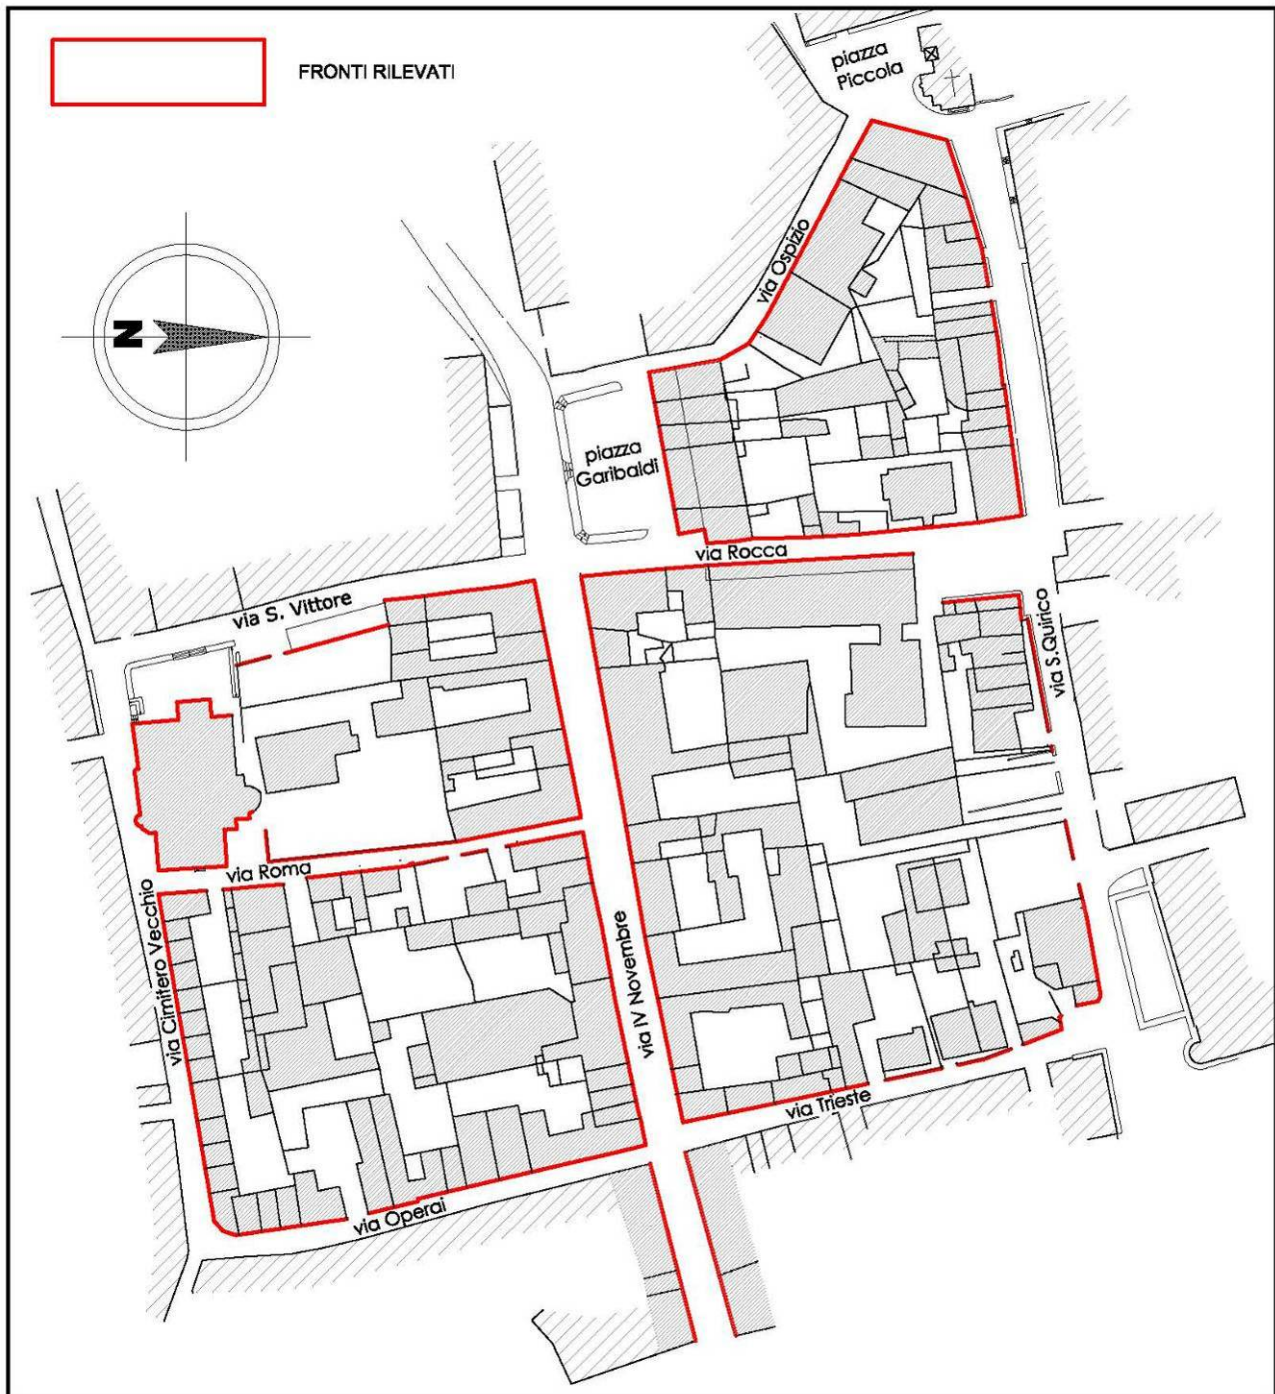 FRONTI RILEVATI
piazza
Piccola
via Ospizio
N
piazza
Garibaldi
via Rocca
via S. Vittore
via S.Quirico
via Roma
via Cimitero Vecchio
via IV Novembre
via Trieste
via Operai